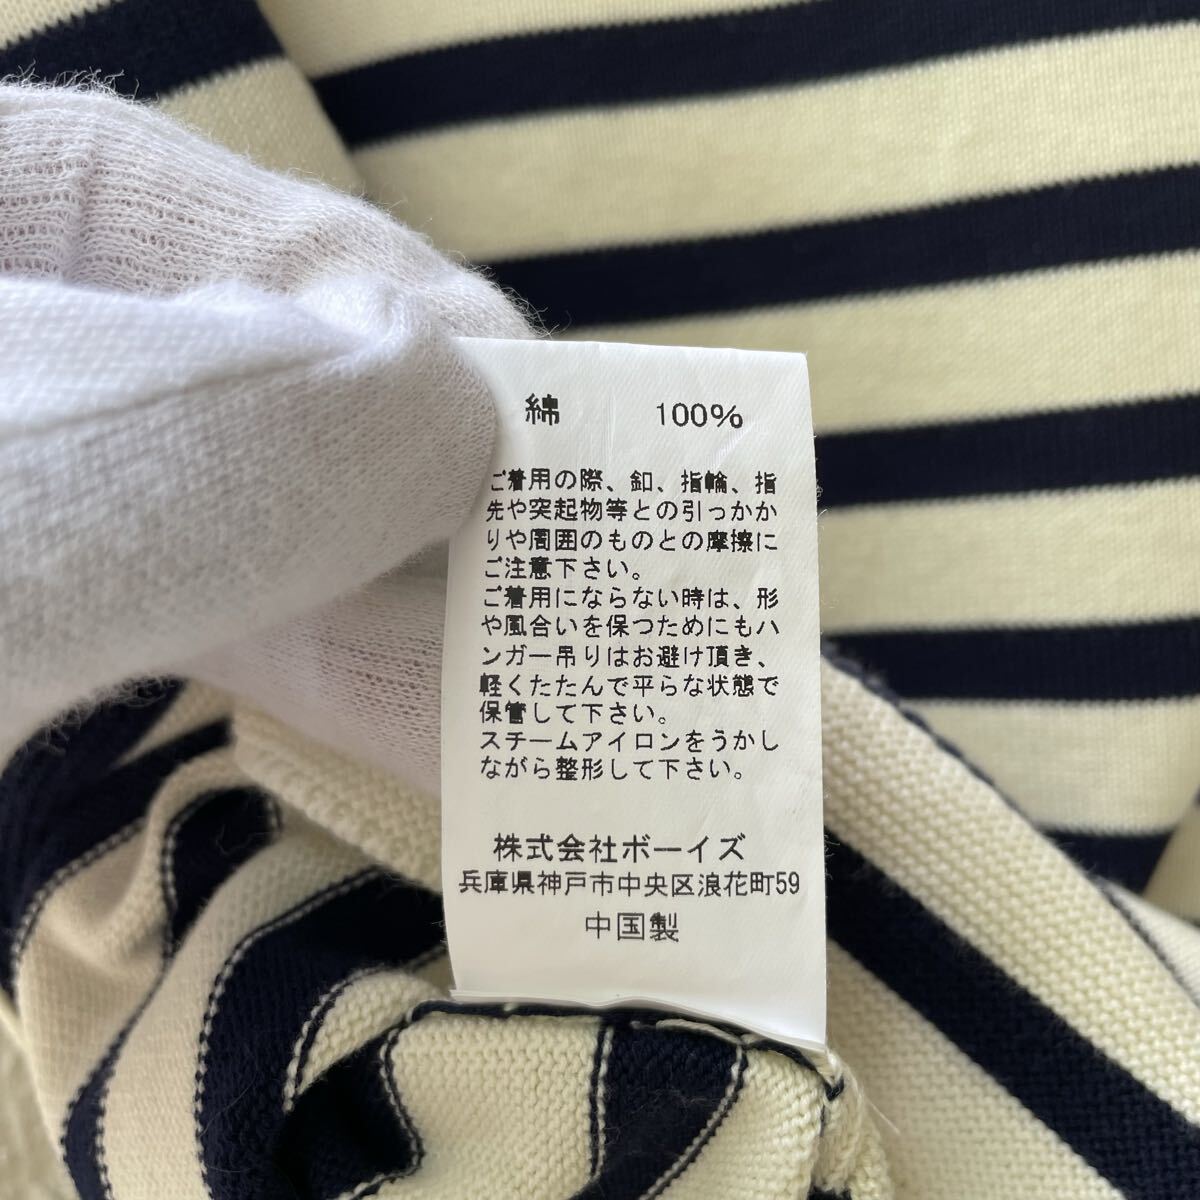 綿 100%
ご着用の際、釦、指輪、指
先や突起物等との引っかか
りや周囲のものとの摩擦に
ご注意下さい。
ご着用にならない時は、形
や風合いを保つためにもハ
ンガー吊りはお避け頂き、
軽くたたんで平らな状態で
保管して下さい。
スチームアイロンをうかし
ながら整形して下さい。
株式会社ボーイズ
兵庫県神戸市中央区浪花町59
中国製